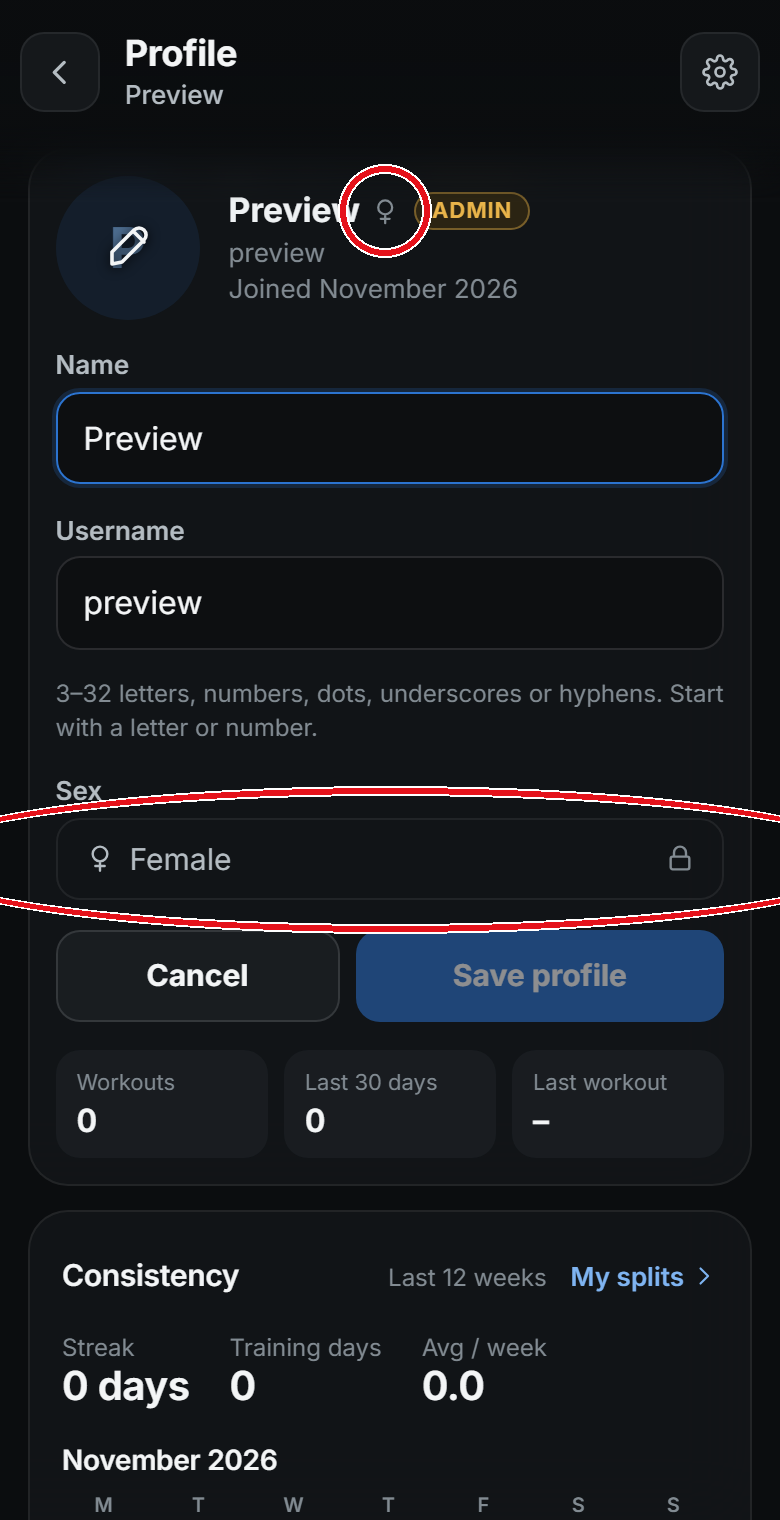 Profile
Preview
Preview ♀ ADMIN
preview
Joined November 2026
Name
Preview
Username
preview
3–32 letters, numbers, dots, underscores or hyphens. Start
with a letter or number.
Sex
♀ Female
Cancel Save profile
Workouts Last 30 days Last workout
0 0 –
Consistency Last 12 weeks My splits
Streak Training days Avg / week
0 days 0 0.0
November 2026
M T W T F S S